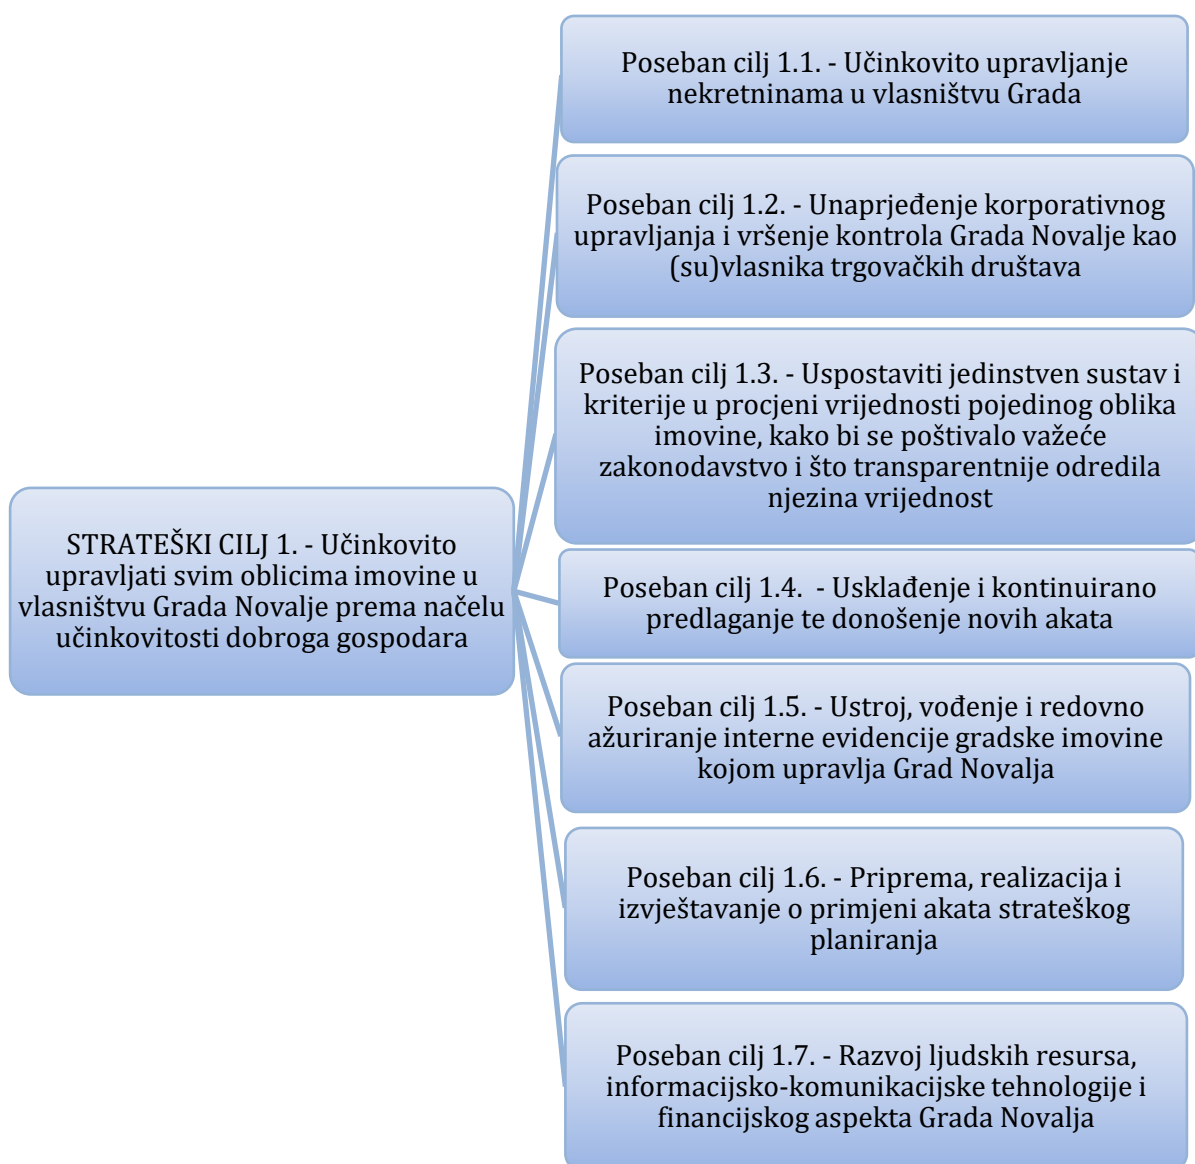 Poseban cilj 1.1. - Učinkovito upravljanje
nekretninama u vlasništvu Grada
Poseban cilj 1.2. - Unaprjeđenje korporativnog
upravljanja i vršenje kontrola Grada Novalje kao
(su)vlasnika trgovačkih društava
Poseban cilj 1.3. - Uspostaviti jedinstven sustav i
kriterije u procjeni vrijednosti pojedinog oblika
imovine, kako bi se poštivalo važeće
zakonodavstvo i što transparentnije odredila
njezina vrijednost
STRATEŠKI CILJ 1. - Učinkovito
upravljati svim oblicima imovine u
vlasništvu Grada Novalje prema načelu
učinkovitosti dobroga gospodara
Poseban cilj 1.4.  - Usklađenje i kontinuirano
predlaganje te donošenje novih akata
Poseban cilj 1.5. - Ustroj, vođenje i redovno
ažuriranje interne evidencije gradske imovine
kojom upravlja Grad Novalja
Poseban cilj 1.6. - Priprema, realizacija i
izvještavanje o primjeni akata strateškog
planiranja
Poseban cilj 1.7. - Razvoj ljudskih resursa,
informacijsko-komunikacijske tehnologije i
financijskog aspekta Grada Novalja